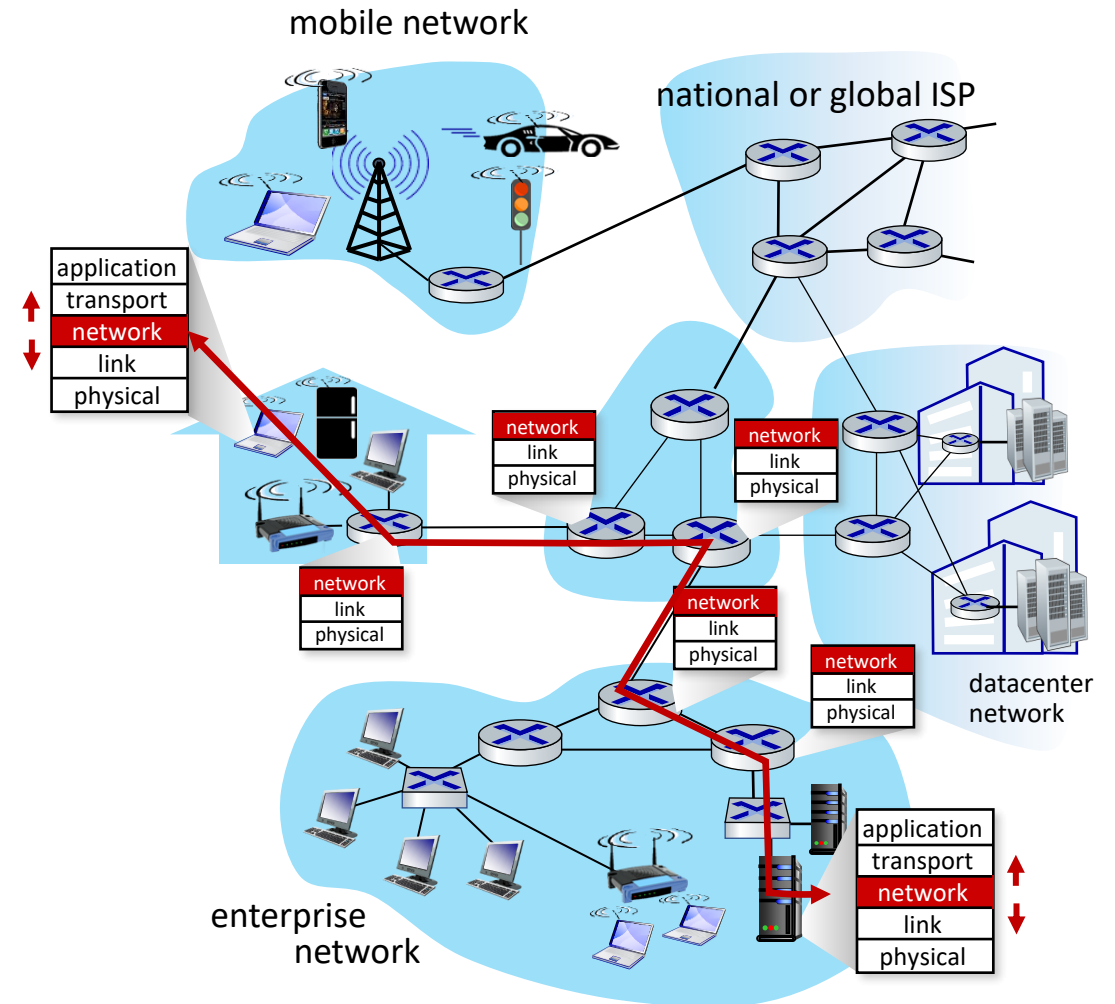 mobile network
national or global ISP
application
transport
network
link
physical
network
link
physical
network
link
physical
network
link
physical
network
link
physical
network
link
physical
datacenter
network
application
transport
network
link
physical
enterprise
network